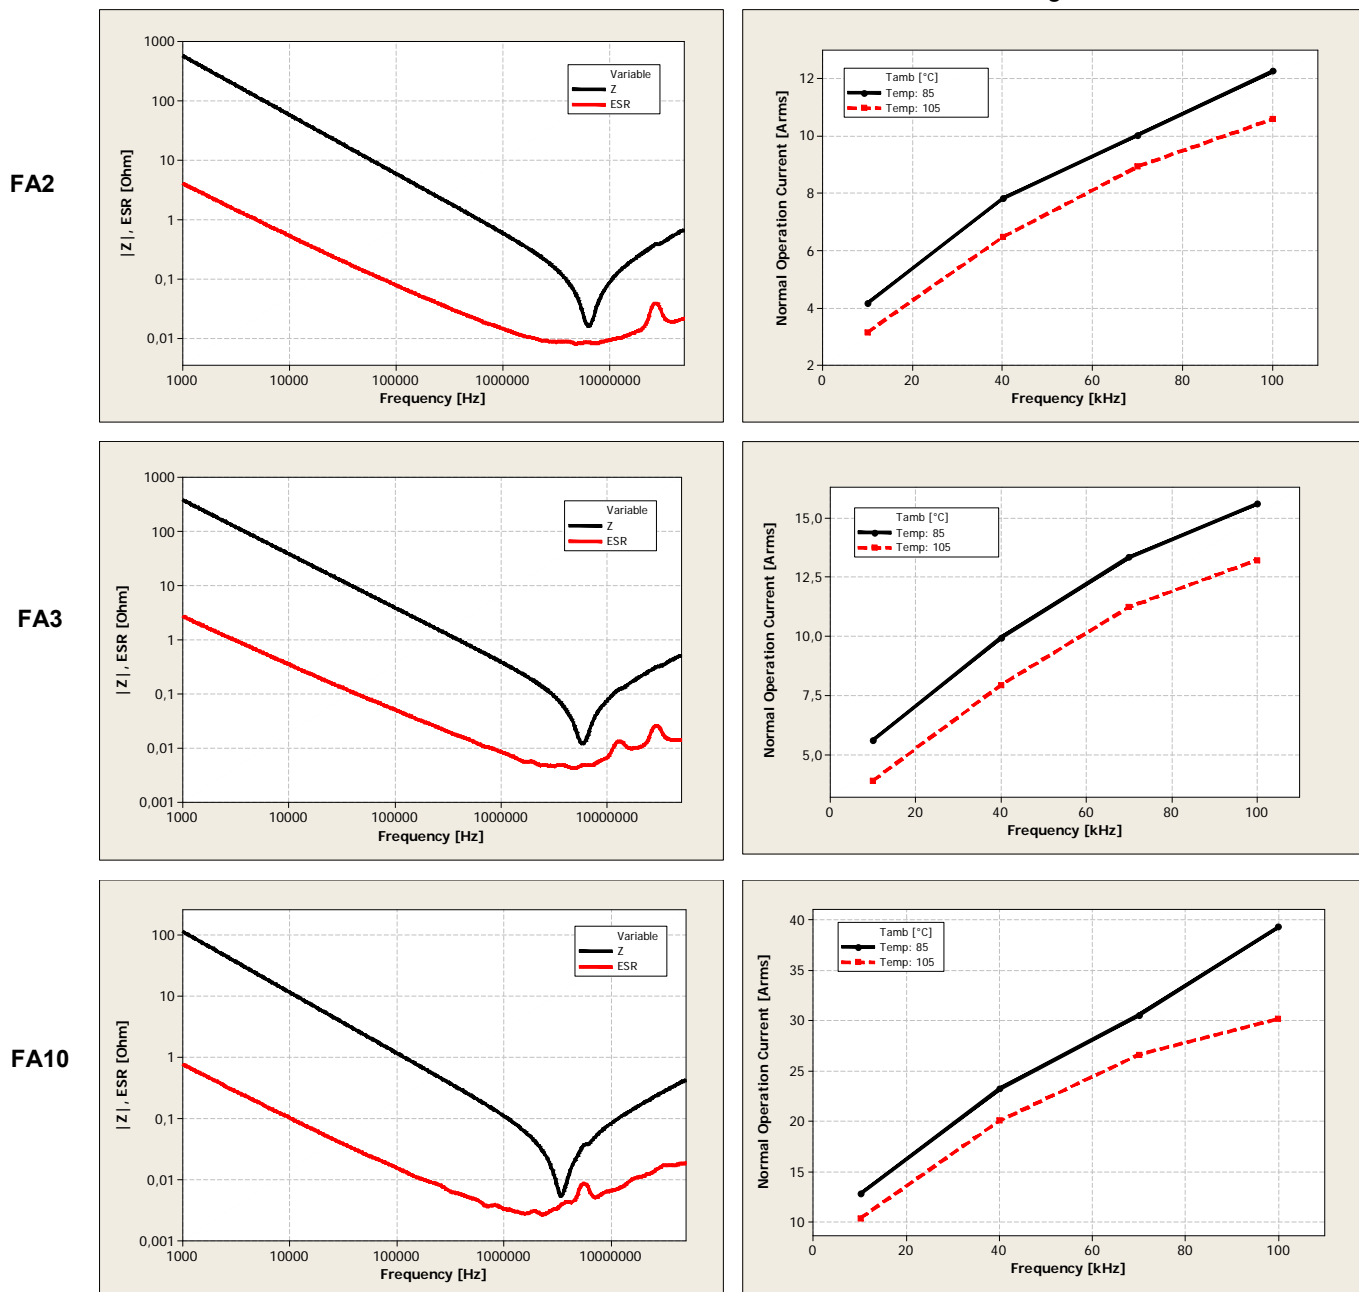 FA2
1000
100
10
1
0,1
0,01
|Z|, ESR [Ohm]
Variable
Z
ESR
1000 10000 100000 1000000 10000000
Frequency [Hz]
12
10
8
6
4
2
Normal Operation Current [Arms]
Tamb [°C]
Temp: 85
Temp: 105
0 20 40 60 80 100
Frequency [kHz]
FA3
1000
100
10
1
0,1
0,01
0,001
|Z|, ESR [Ohm]
Variable
Z
ESR
1000 10000 100000 1000000 10000000
Frequency [Hz]
15,0
12,5
10,0
7,5
5,0
Normal Operation Current [Arms]
Tamb [°C]
Temp: 85
Temp: 105
0 20 40 60 80 100
Frequency [kHz]
FA10
100
10
1
0,1
0,01
0,001
|Z|, ESR [Ohm]
Variable
Z
ESR
1000 10000 100000 1000000 10000000
Frequency [Hz]
40
35
30
25
20
15
10
Normal Operation Current [Arms]
Tamb [°C]
Temp: 85
Temp: 105
0 20 40 60 80 100
Frequency [kHz]